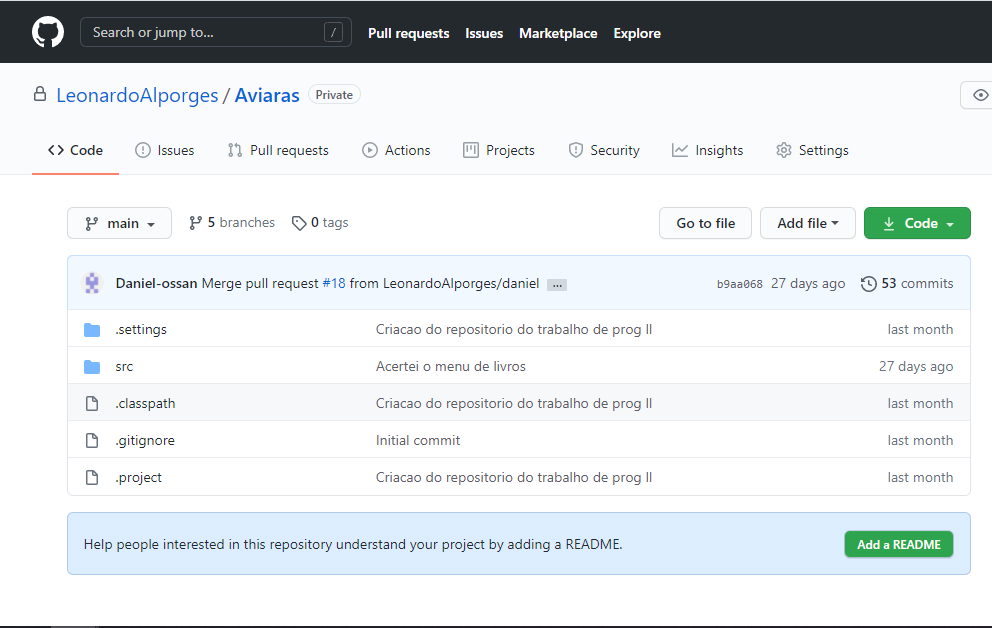 Search or jump to... / Pull requests Issues Marketplace Explore
LeonardoAlporges / Aviaras Private
Code Issues Pull requests Actions Projects Security Insights Settings
main 5 branches 0 tags Go to file Add file Code
Daniel-ossan Merge pull request #18 from LeonardoAlporges/daniel ... b9aa068 27 days ago 53 commits
.settings Criacao do repositorio do trabalho de prog II last month
src Acertei o menu de livros 27 days ago
.classpath Criacao do repositorio do trabalho de prog II last month
.gitignore Initial commit last month
.project Criacao do repositorio do trabalho de prog II last month
Help people interested in this repository understand your project by adding a README. Add a README